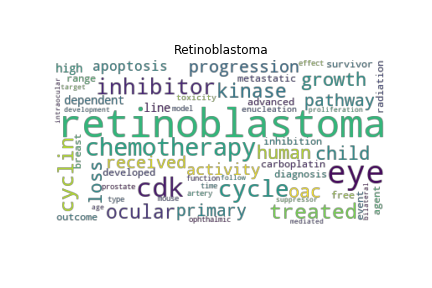 Retinoblastoma
high apoptosis progression effect survivor
range inhibitor metastatic growth
target kinase radiation
intraocular dependent toxicity advanced pathway
development line model enucleation proliferation
retinoblastoma
breast chemotherapy inhibition
human child
received carboplatin
cyclin loss activity diagnosis eye
developed function follow
prostate cdk time cycle oac free
type mouse artery suppressor event bilateral agent
outcome age ocular primary treated
ophthalmic mediated